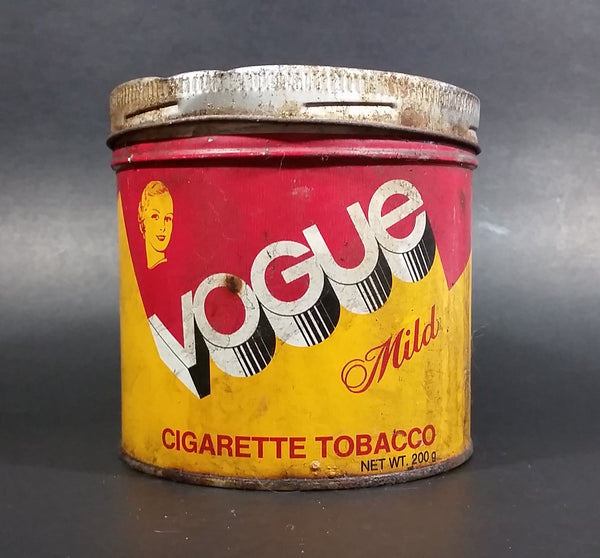 VOGUE
Mild
CIGARETTE TOBACCO
NET WT. 200 g